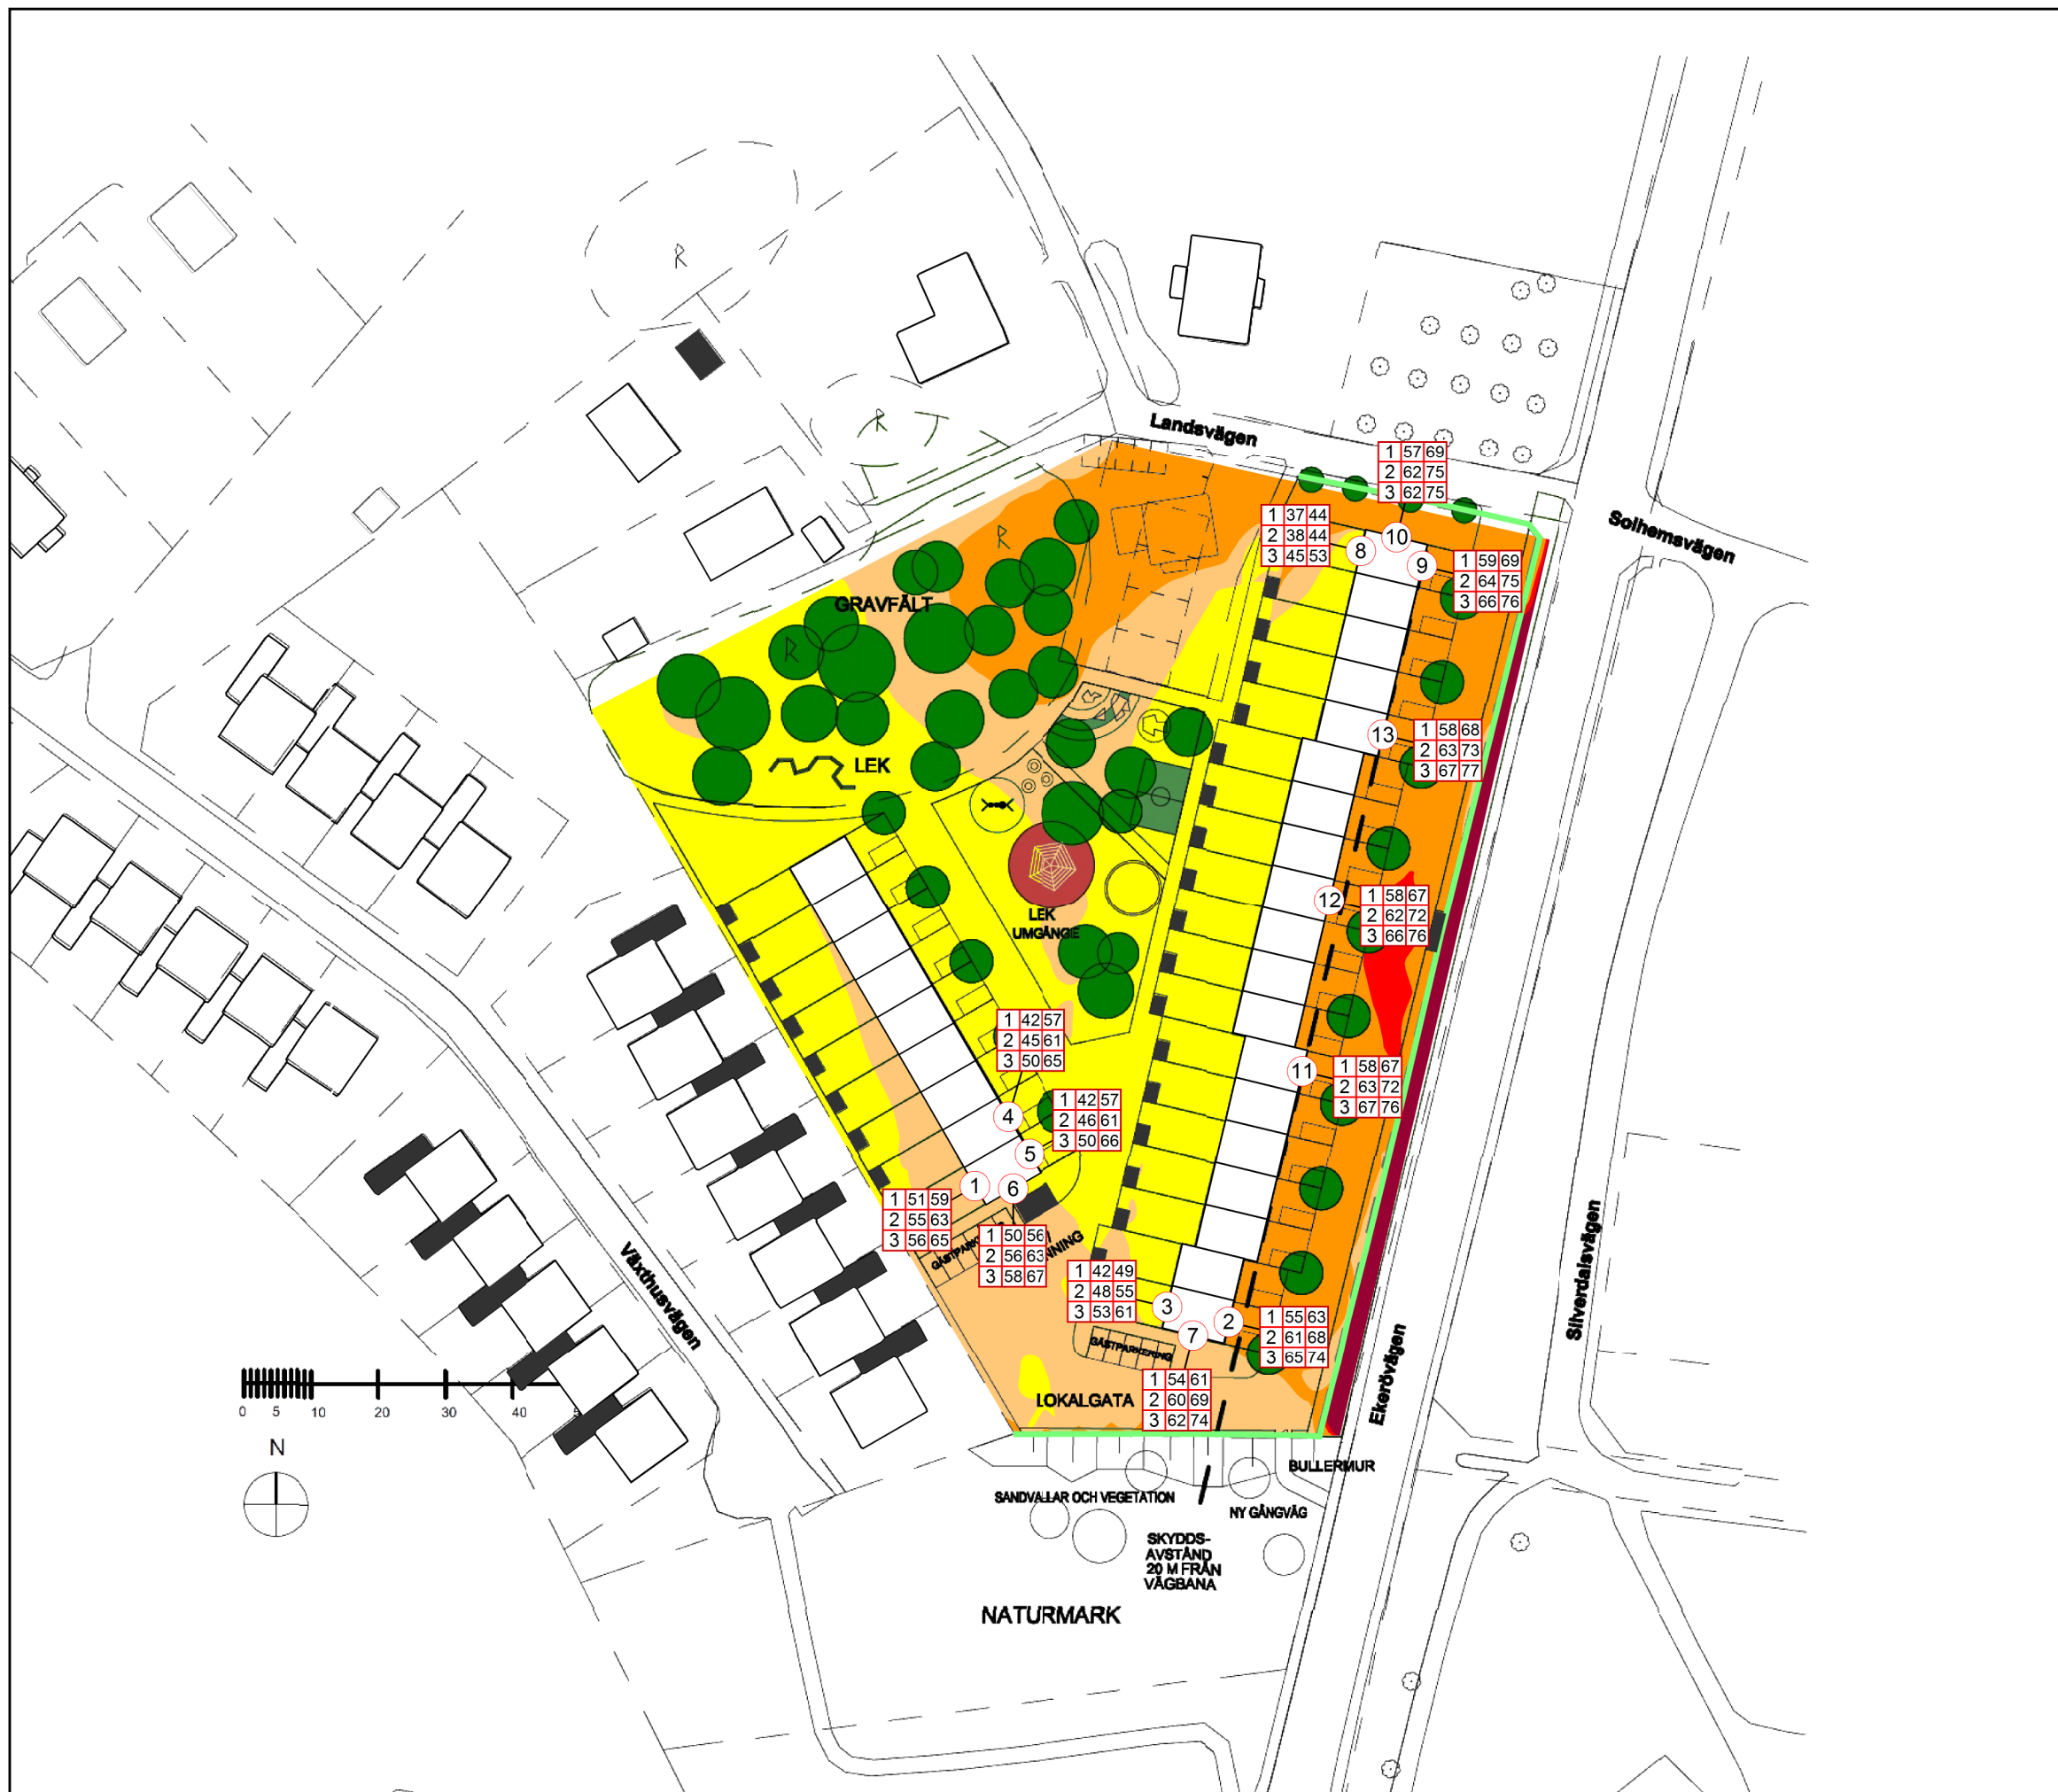 R
Landsvägen
R
1 57 69
2 62 75
3 62 75
Solhemsvägen
1 37 44
2 38 44
3 45 53
10
8
9
R
1 59 69
2 64 75
3 66 76
GRAVFÄLT
R
13
1 58 68
2 63 73
3 67 77
LEK
12
1 58 67
2 62 72
3 66 76
LEK
UMGÄNGE
1 42 57
2 45 61
3 50 65
11
1 58 67
2 63 72
3 67 76
4
1 42 57
2 46 61
3 50 66
5
1
6
1 51 59
2 55 63
3 56 65
1 50 56
2 56 63
3 58 67
NNING
GÄSTPARK
Växthusvägen
Silverdalsvägen
1 42 49
2 48 55
3 53 61
3
2
7
1 55 63
2 61 68
3 65 74
GÄSTPARKERING
Ekerövägen
1 54 61
2 60 69
3 62 74
LOKALGATA
0 5 10 20 30 40
N
BULLERMUR
SANDVALLAR OCH VEGETATION
NY GÅNGVÄG
SKYDDS-
AVSTÅND
20 M FRÅN
VÄGBANA
NATURMARK